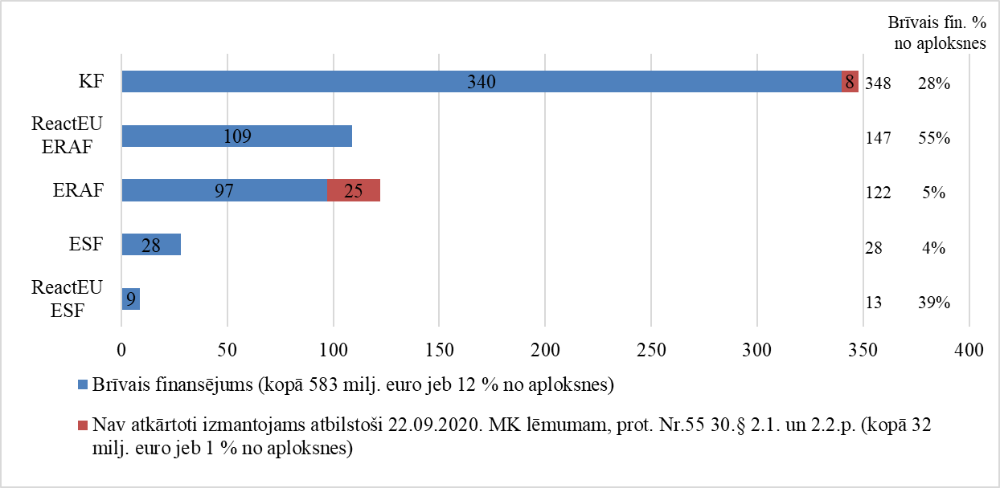 Brīvais fin. %
no aploksnes
KF
340
8
348
28%
ReactEU
ERAF
109
147
55%
ERAF
97
25
122
5%
ESF
28
28
4%
ReactEU
ESF
9
13
39%
0 50 100 150 200 250 300 350 400
Brīvais finansējums (kopā 583 milj. euro jeb 12 % no aploksnes)
Nav atkārtoti izmantojams atbilstoši 22.09.2020. MK lēmumam, prot. Nr.55 30.§ 2.1. un 2.2.p. (kopā 32
milj. euro jeb 1 % no aploksnes)